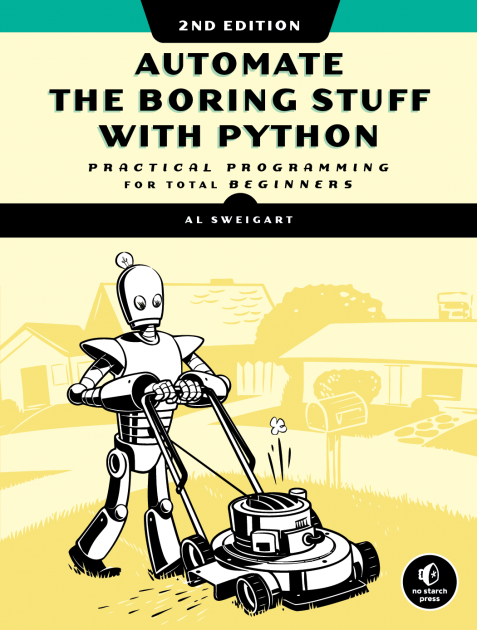 2ND EDITION
AUTOMATE
THE BORING STUFF
WITH PYTHON
PRACTICAL PROGRAMMING
FOR TOTAL BEGINNERS
AL SWEIGART
no starch
press